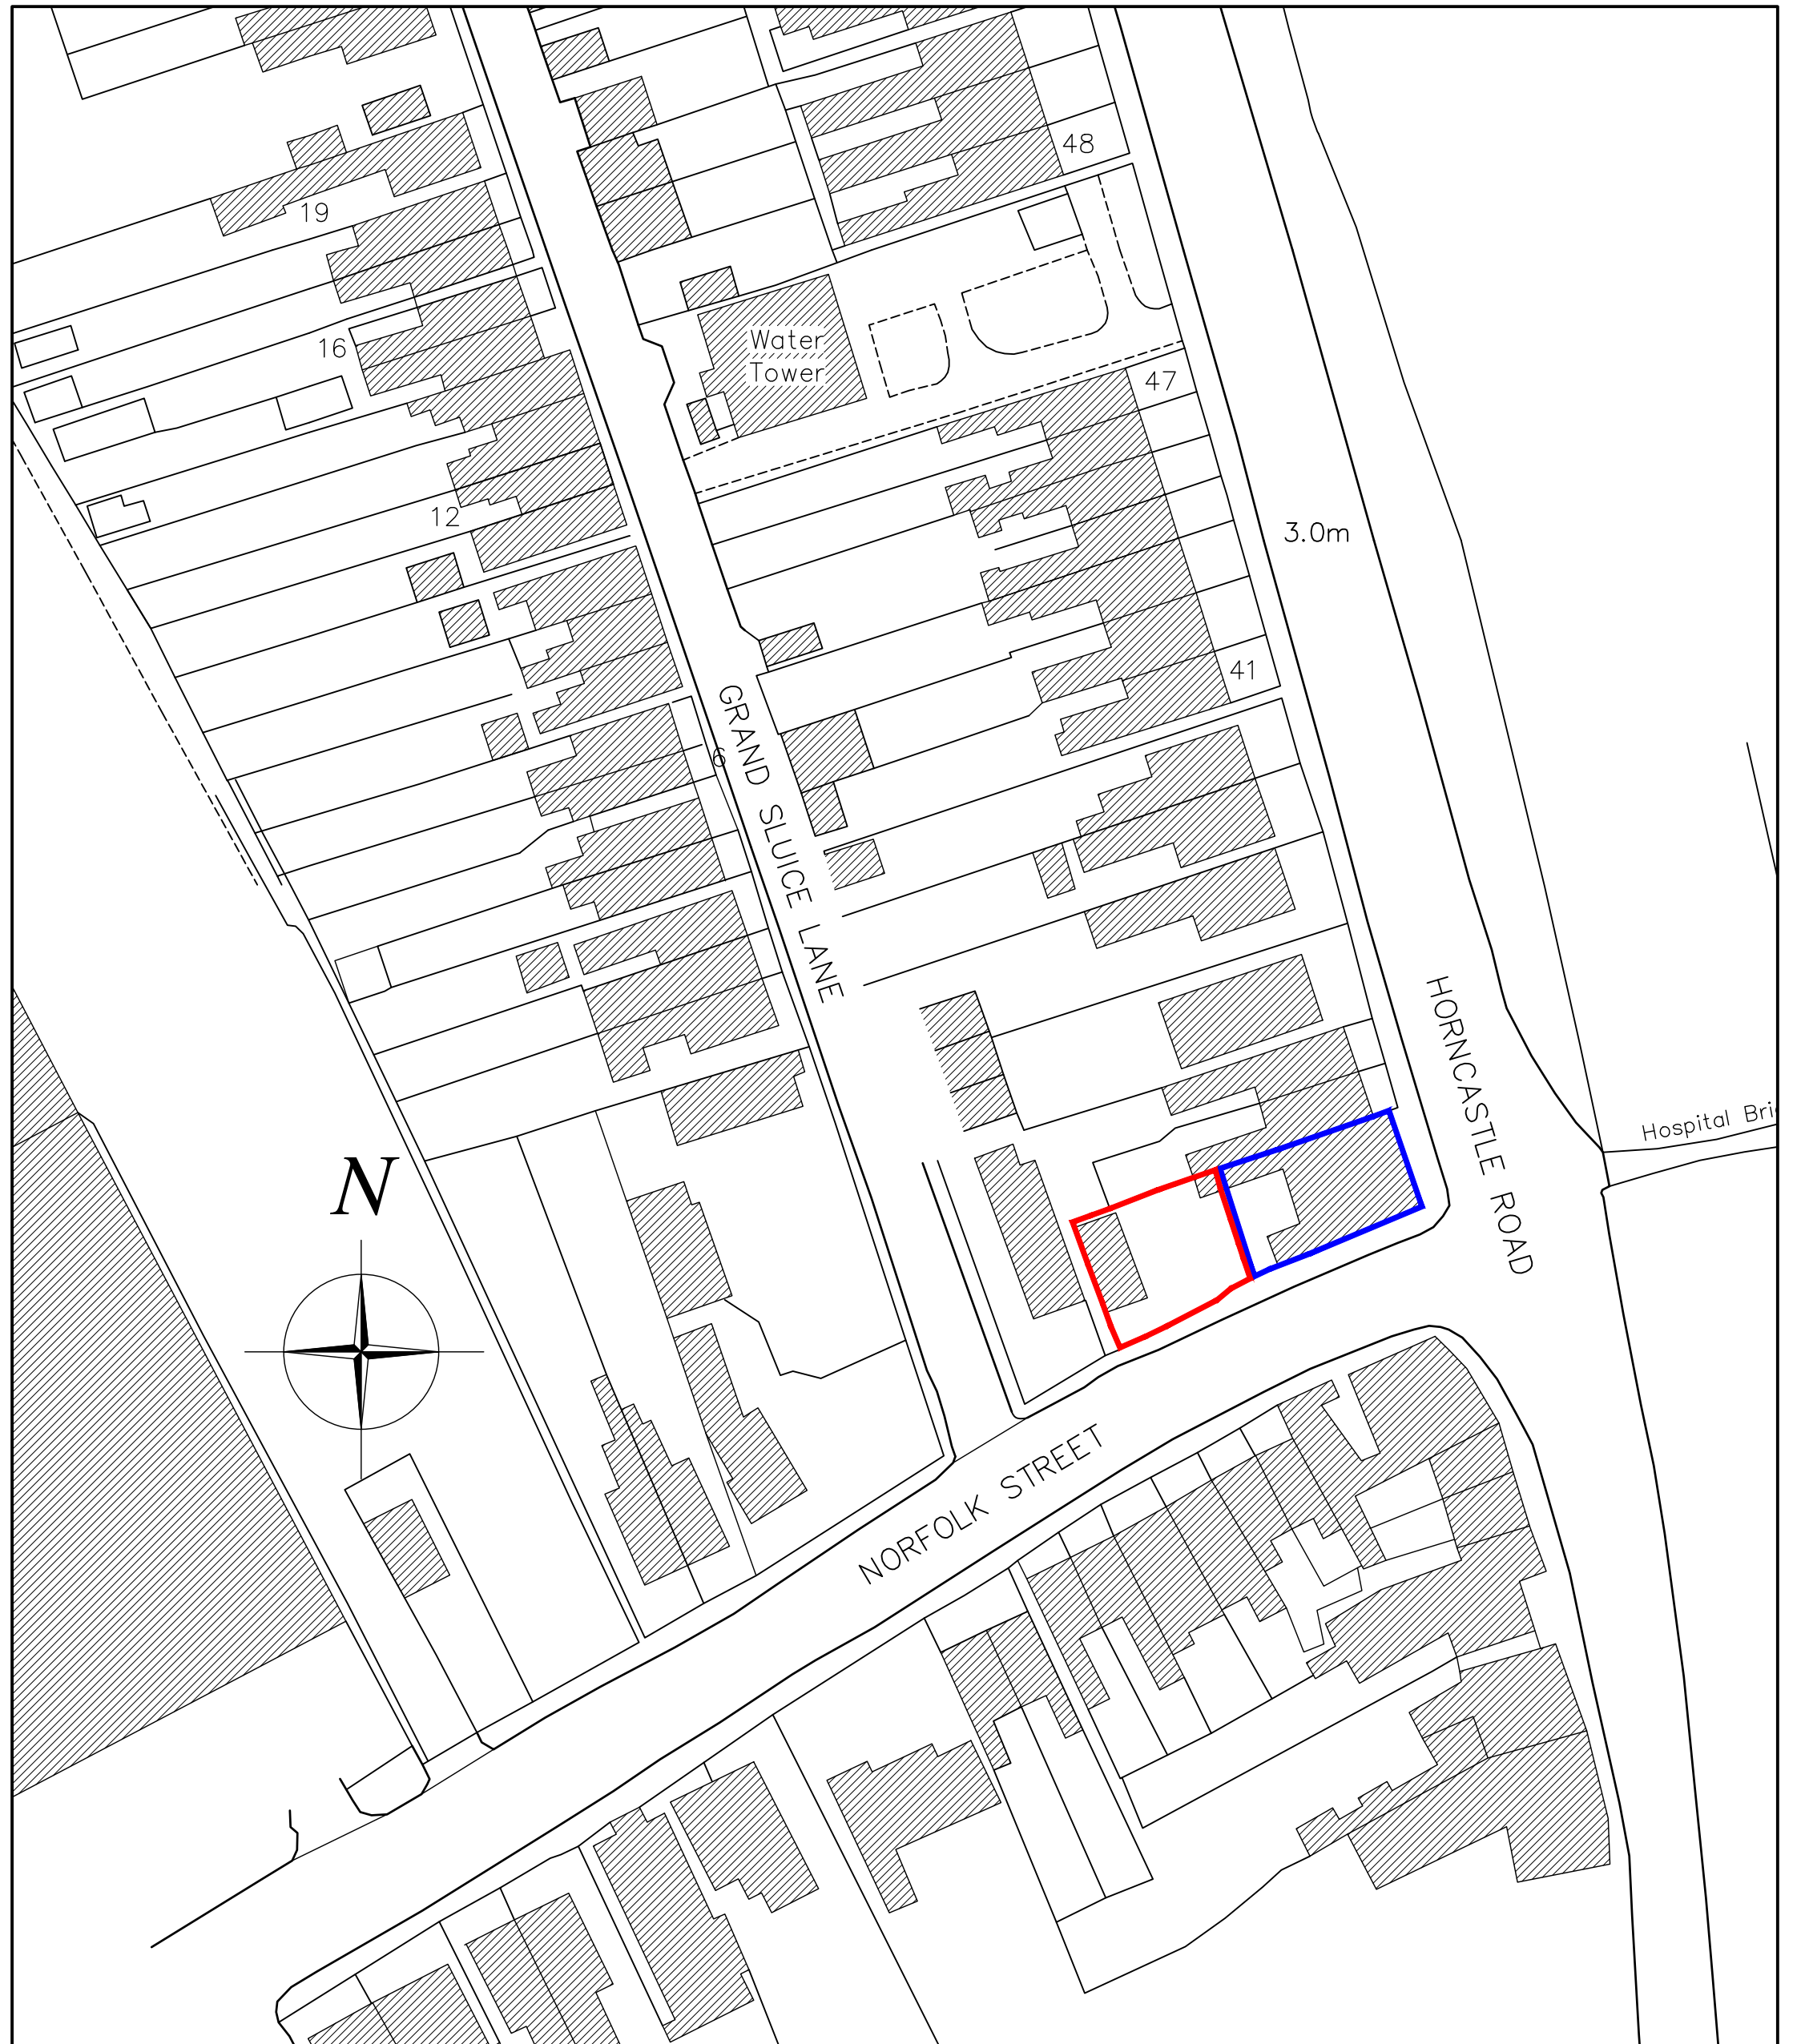 48
19
Water
Tower
16
47
12
3.0m
41
6
GRAND SLUICE LANE
HORNCASTLE ROAD
Hospital Bri
N
NORFOLK STREET